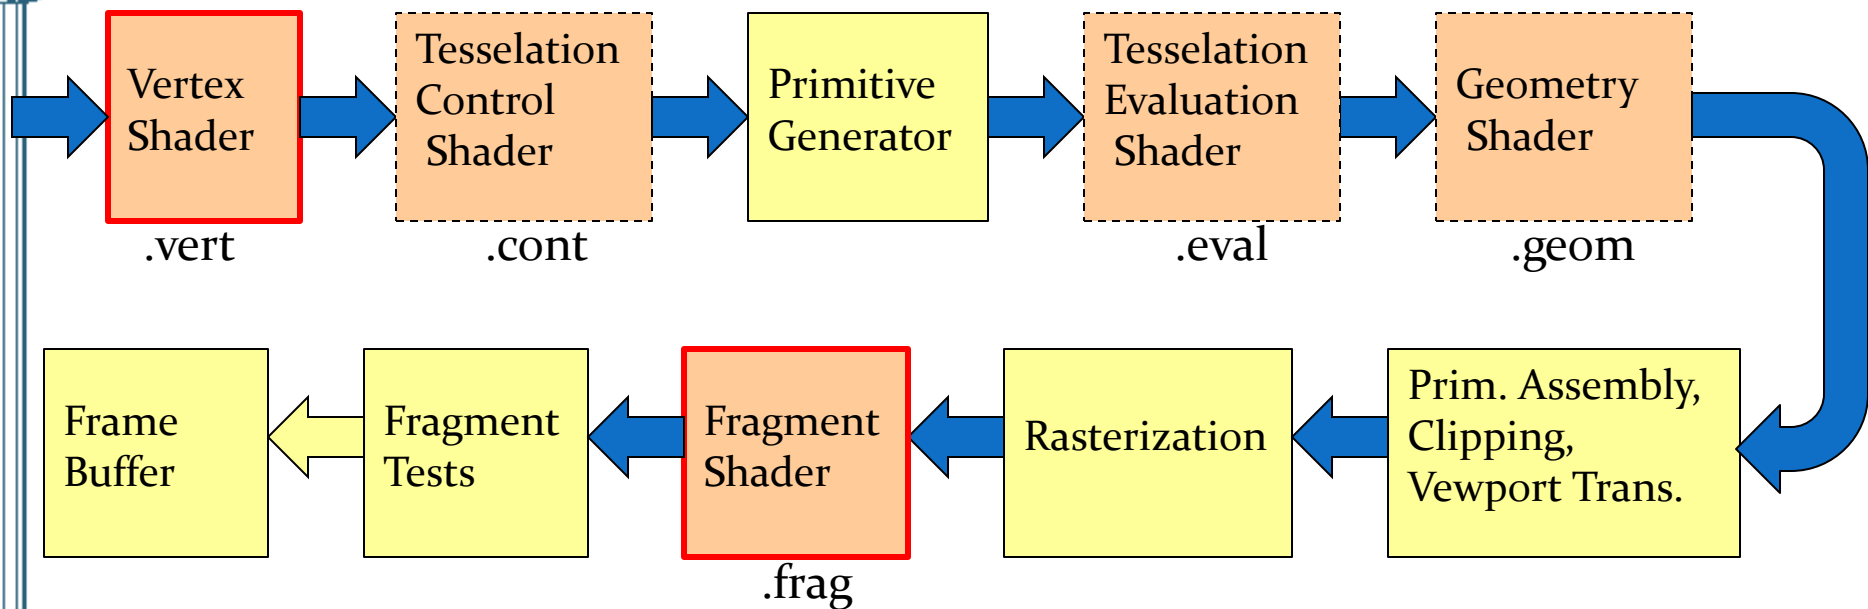 Vertex
Shader
.vert
Tesselation
Control
Shader
.cont
Primitive
Generator
Tesselation
Evaluation
Shader
.eval
Geometry
Shader
.geom
Prim. Assembly,
Clipping,
Vewport Trans.
Rasterization
Fragment
Shader
.frag
Fragment
Tests
Frame
Buffer